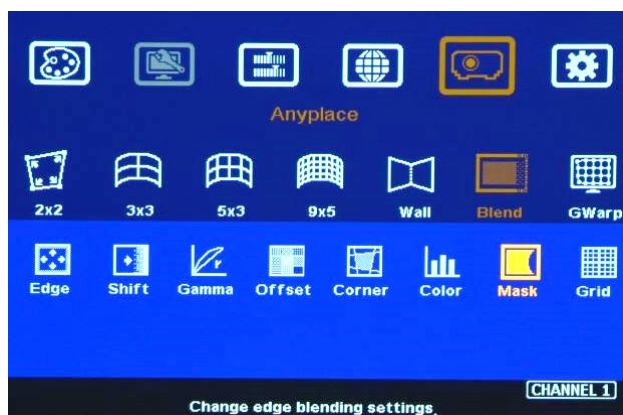 Anyplace
2x2 3x3 5x3 9x5 Wall Blend GWarp
Edge Shift Gamma Offset Corner Color Mask Grid
CHANNEL 1
Change edge blending settings